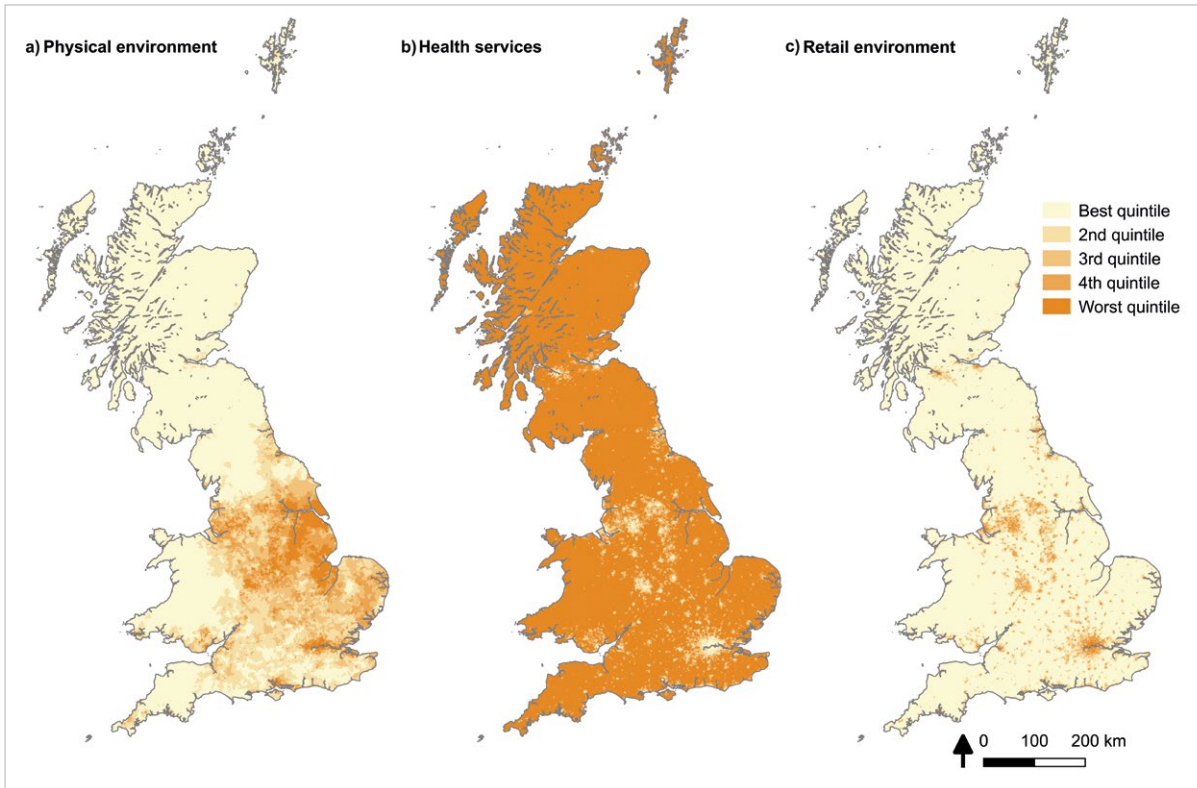 a) Physical environment
b) Health services
c) Retail environment
Best quintile
2nd quintile
3rd quintile
4th quintile
Worst quintile
0 100 200 km